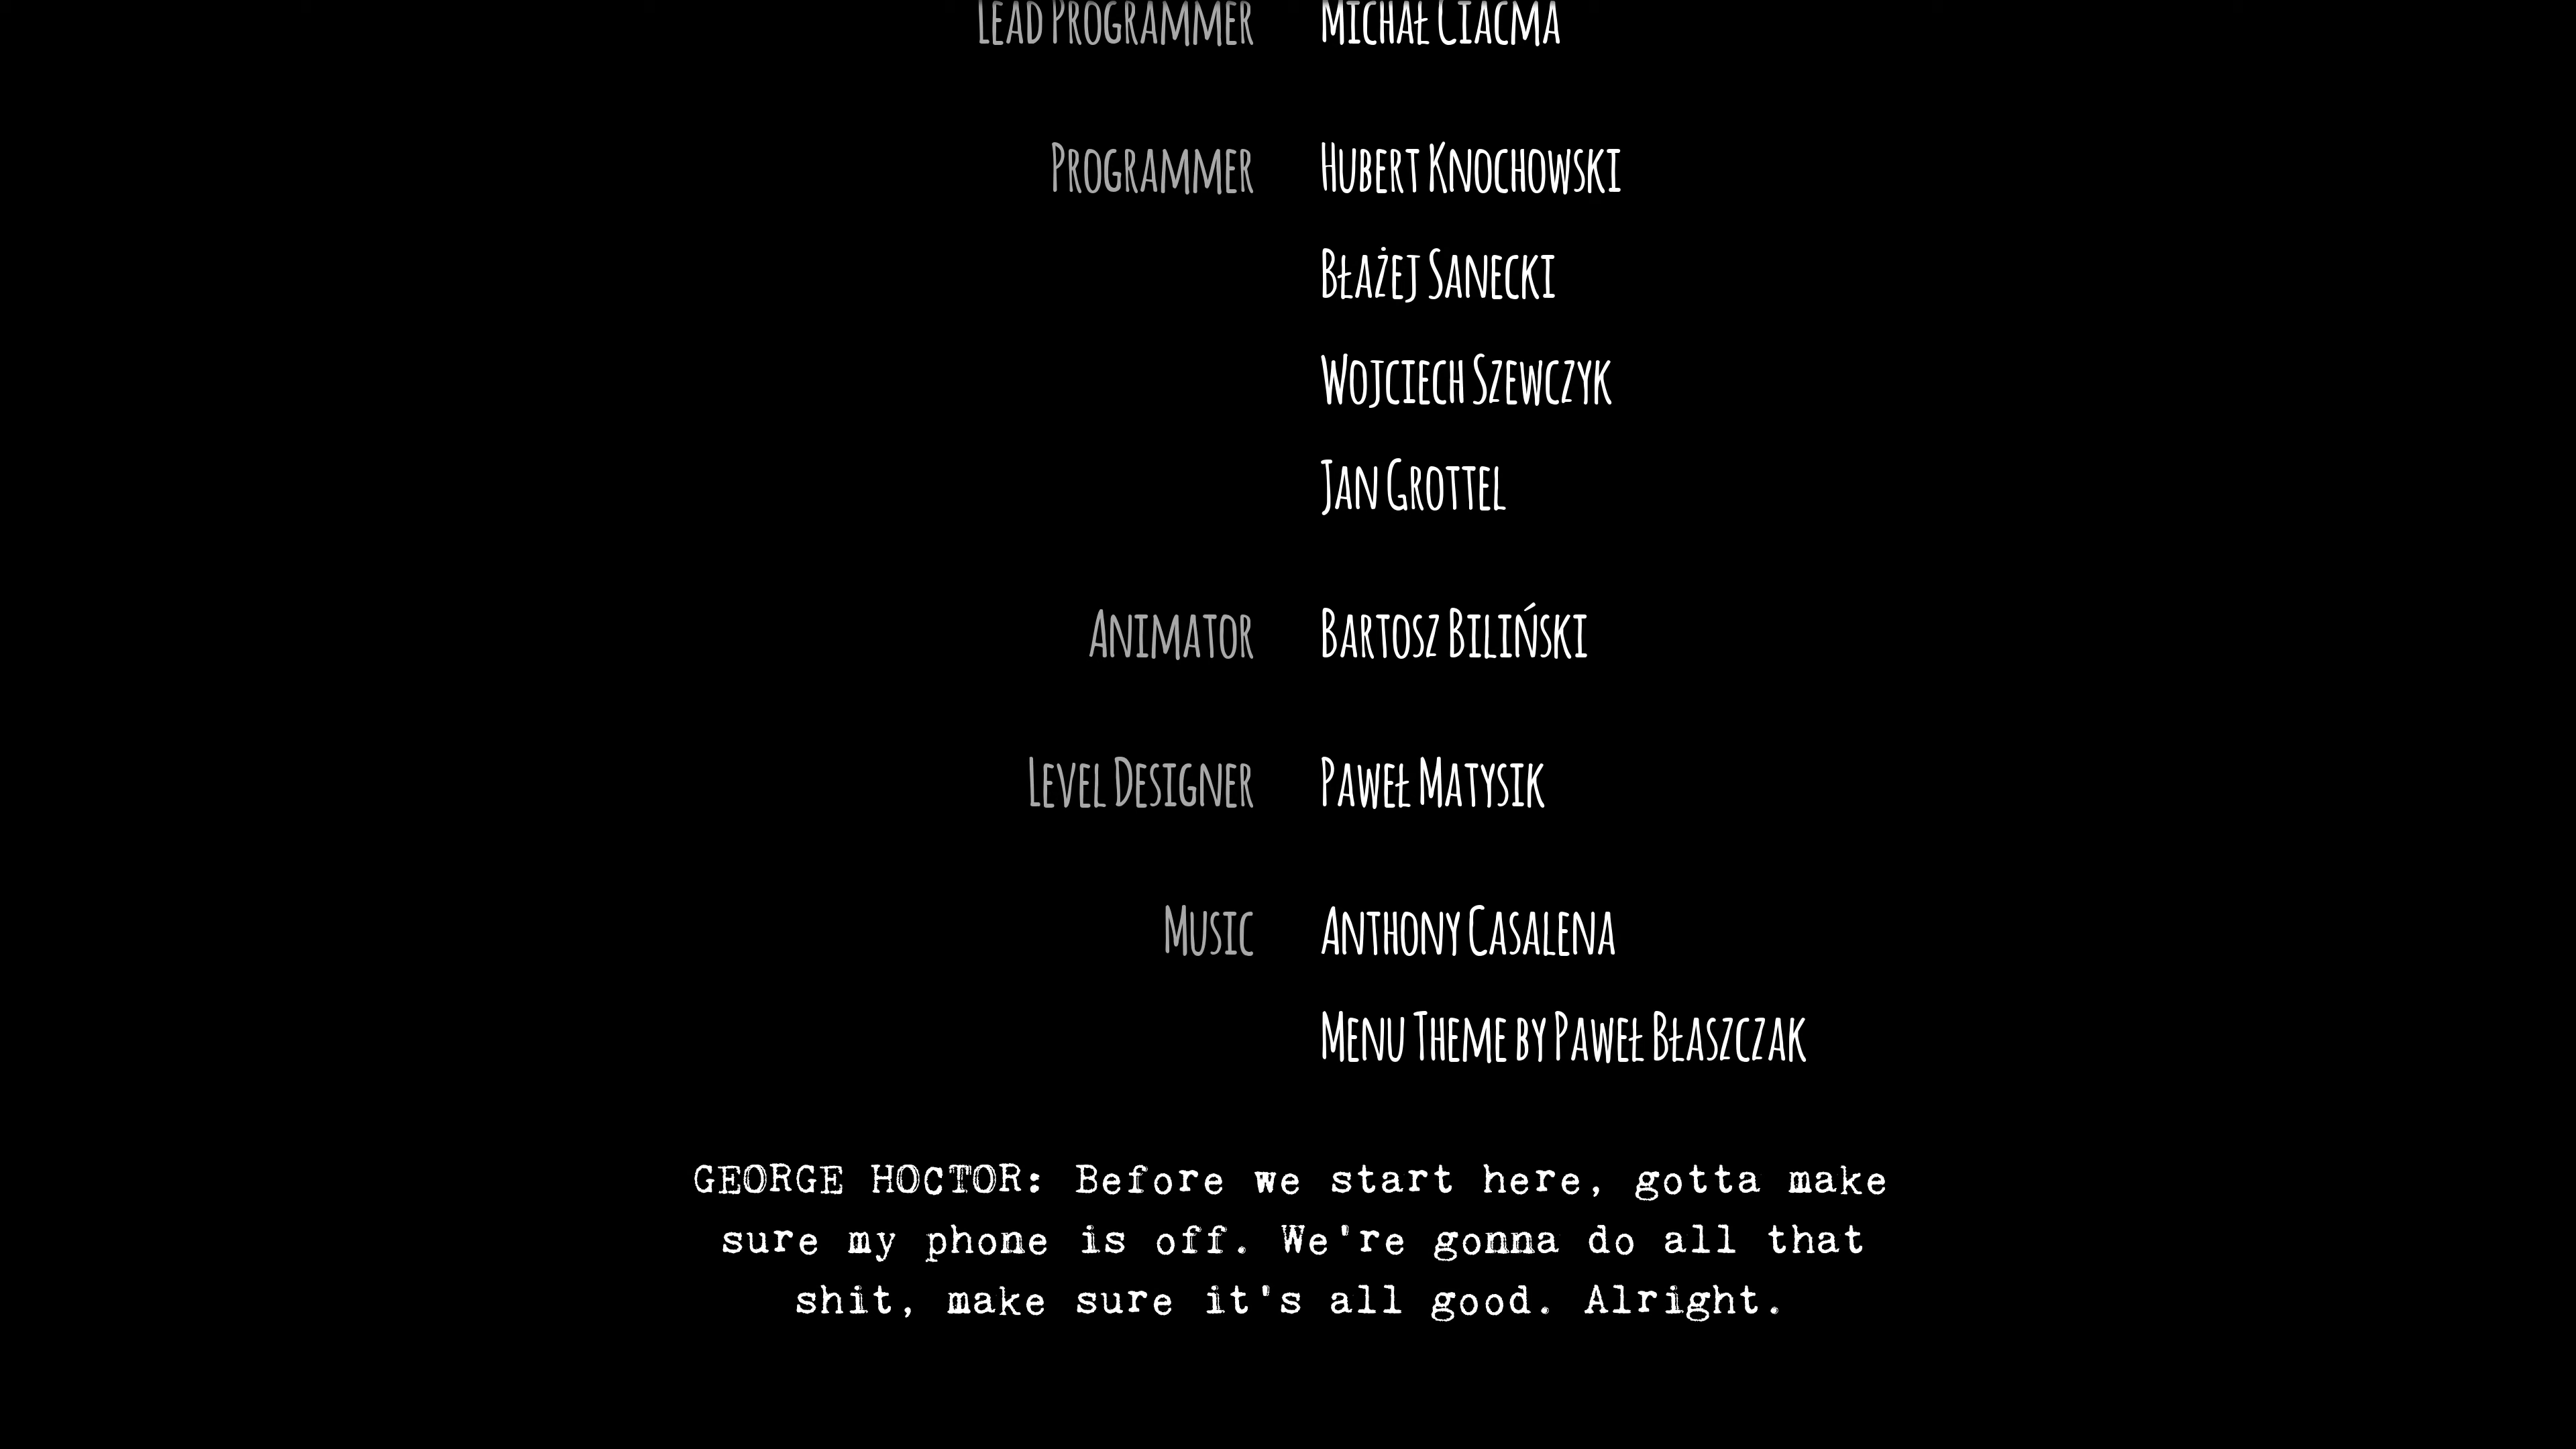 Lead Programmer Michał Ciacma
Programmer Hubert Knochowski
Błażej Sanecki
Wojciech Szewczyk
Jan Grottel
Animator Bartosz Biliński
Level Designer Paweł Matysik
Music Anthony Casalena
Menu Theme by Paweł Błaszczak
GEORGE HOCTOR: Before we start here, gotta make
sure my phone is off. We're gonna do all that
shit, make sure it's all good. Alright.